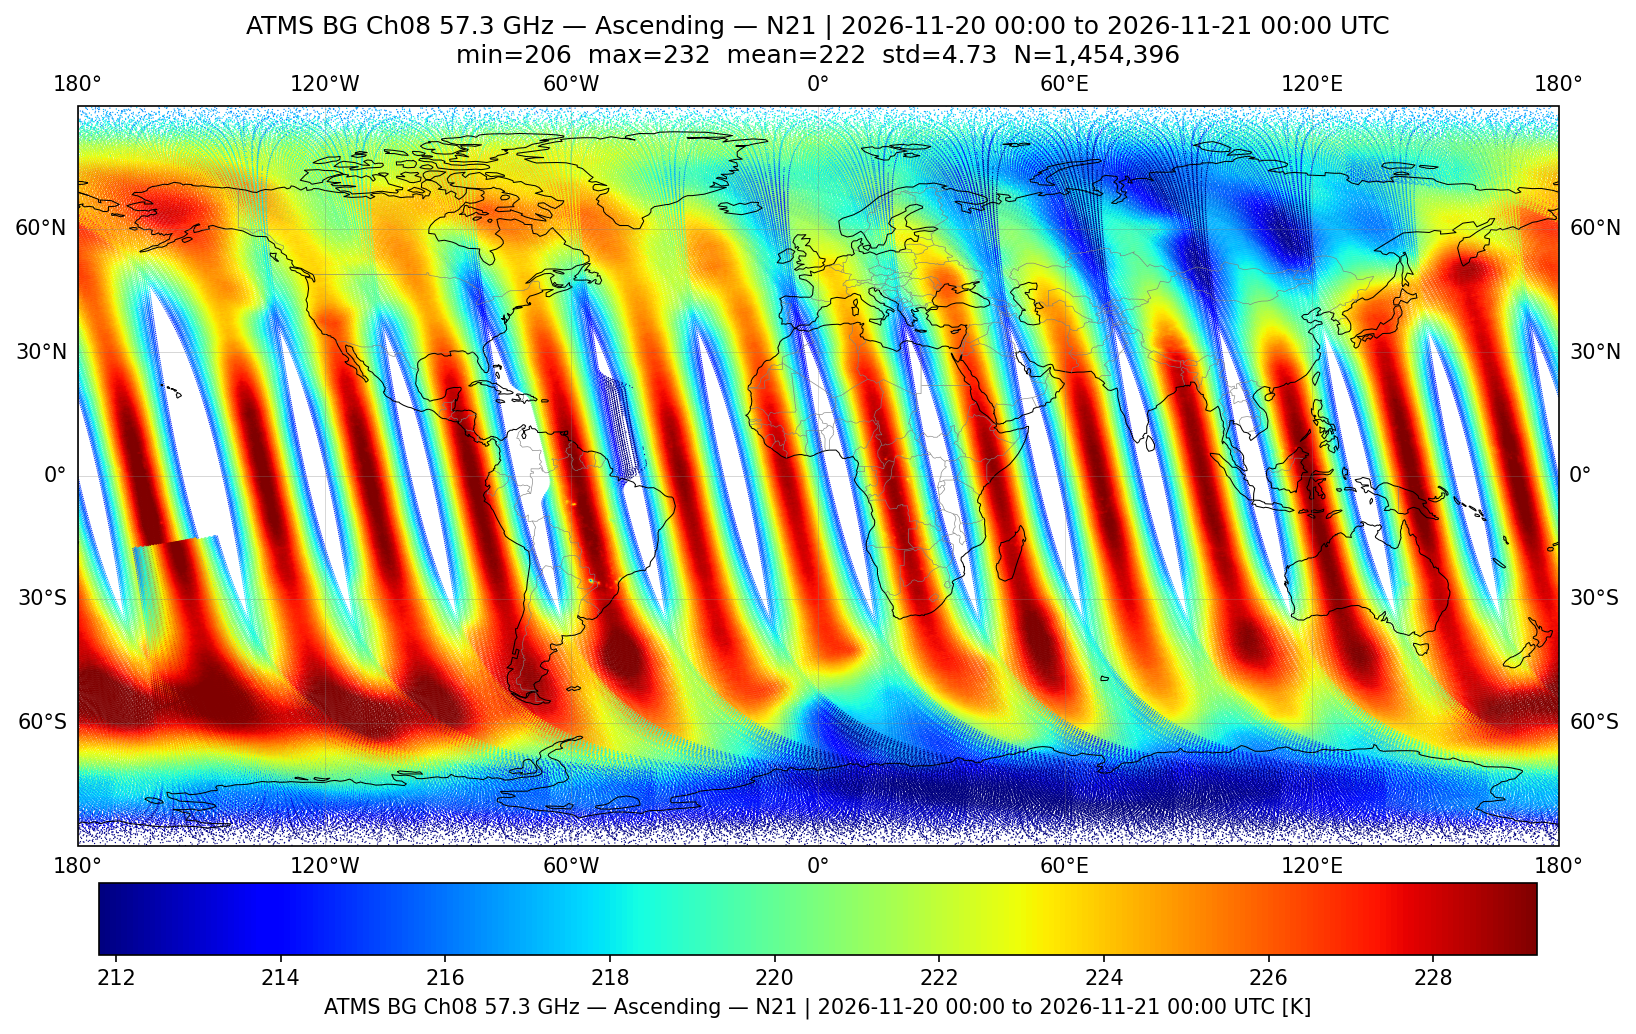 ATMS BG Ch08 57.3 GHz — Ascending — N21 | 2026-11-20 00:00 to 2026-11-21 00:00 UTC
min=206 max=232 mean=222 std=4.73 N=1,454,396
180° 120°W 60°W 0° 60°E 120°E 180°
60°N 60°N
30°N 30°N
0° 0°
30°S 30°S
60°S 60°S
180° 120°W 60°W 0° 60°E 120°E 180°
212 214 216 218 220 222 224 226 228
ATMS BG Ch08 57.3 GHz — Ascending — N21 | 2026-11-20 00:00 to 2026-11-21 00:00 UTC [K]